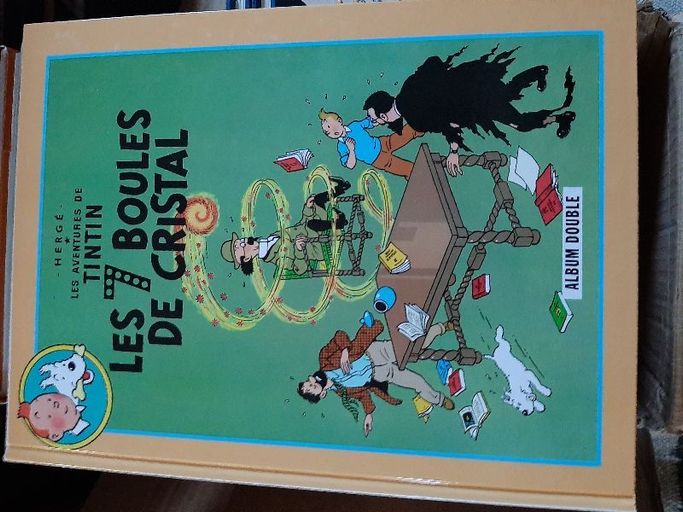 - HERGÉ -
★
LES AVENTURES DE
TINTIN
LES 7 BOULES
DE CRISTAL
ALBUM DOUBLE